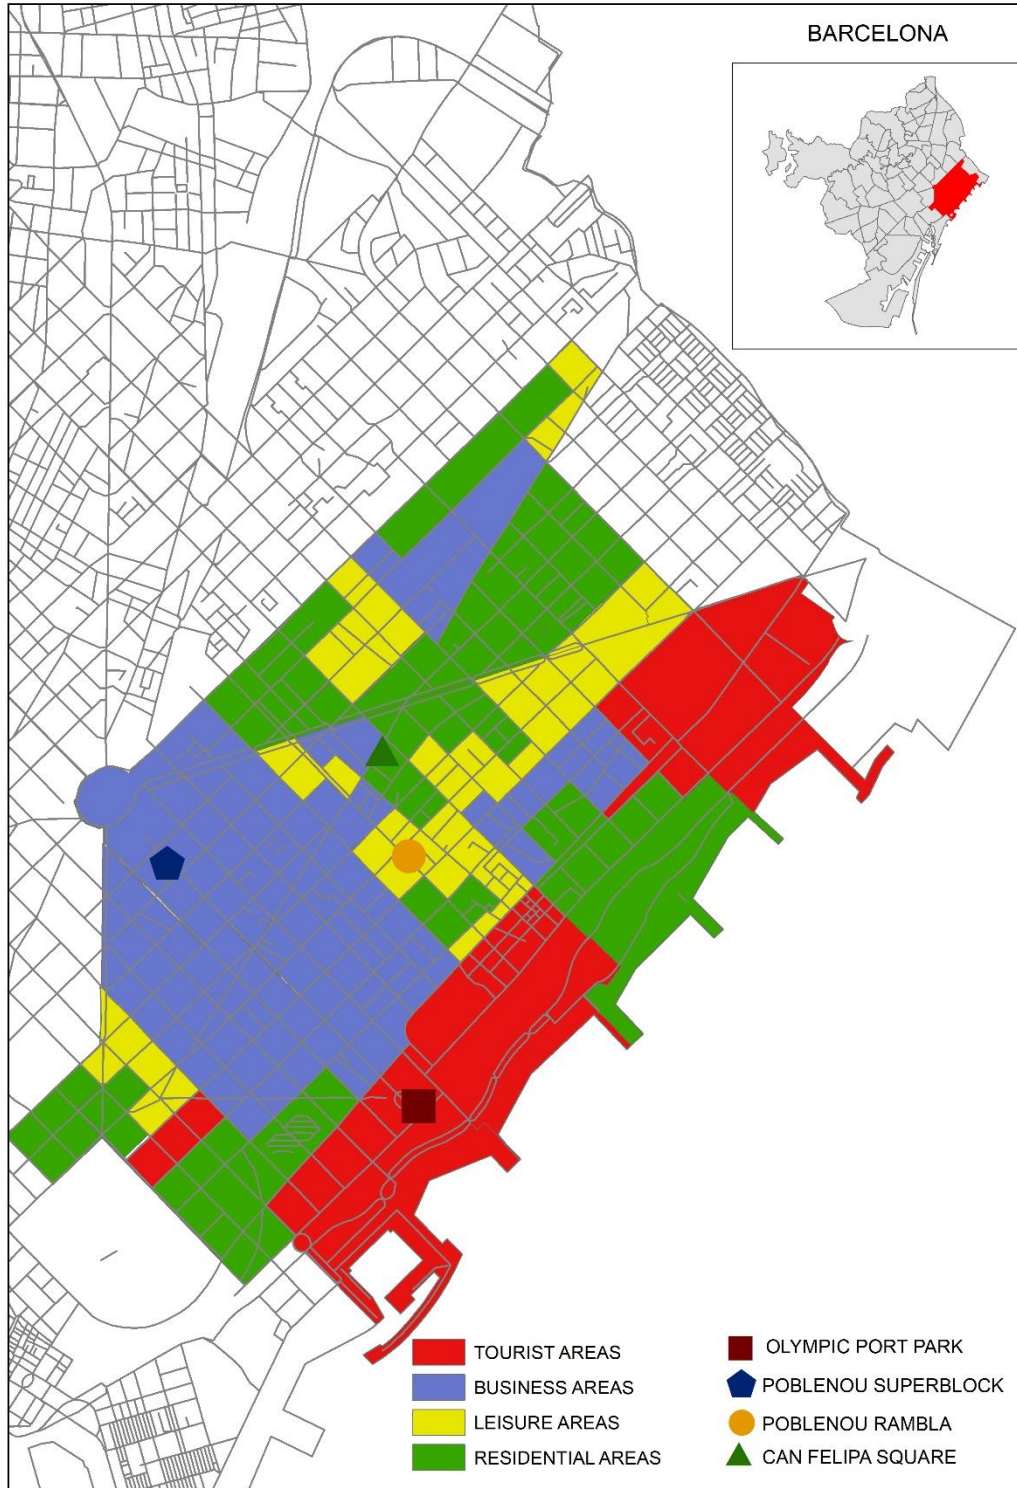 BARCELONA
TOURIST AREAS
BUSINESS AREAS
LEISURE AREAS
RESIDENTIAL AREAS
OLYMPIC PORT PARK
POBLENOU SUPERBLOCK
POBLENOU RAMBLA
CAN FELIPA SQUARE